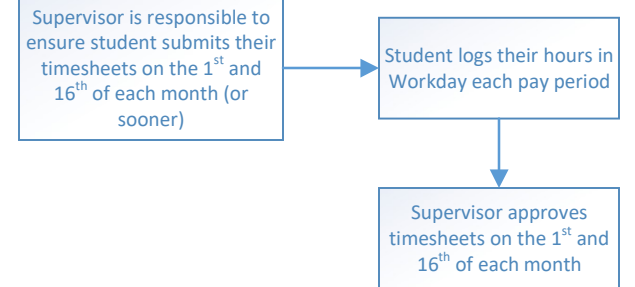 Supervisor is responsible to
ensure student submits their
timesheets on the 1st and
16th of each month (or
sooner)
Student logs their hours in
Workday each pay period
Supervisor approves
timesheets on the 1st and
16th of each month